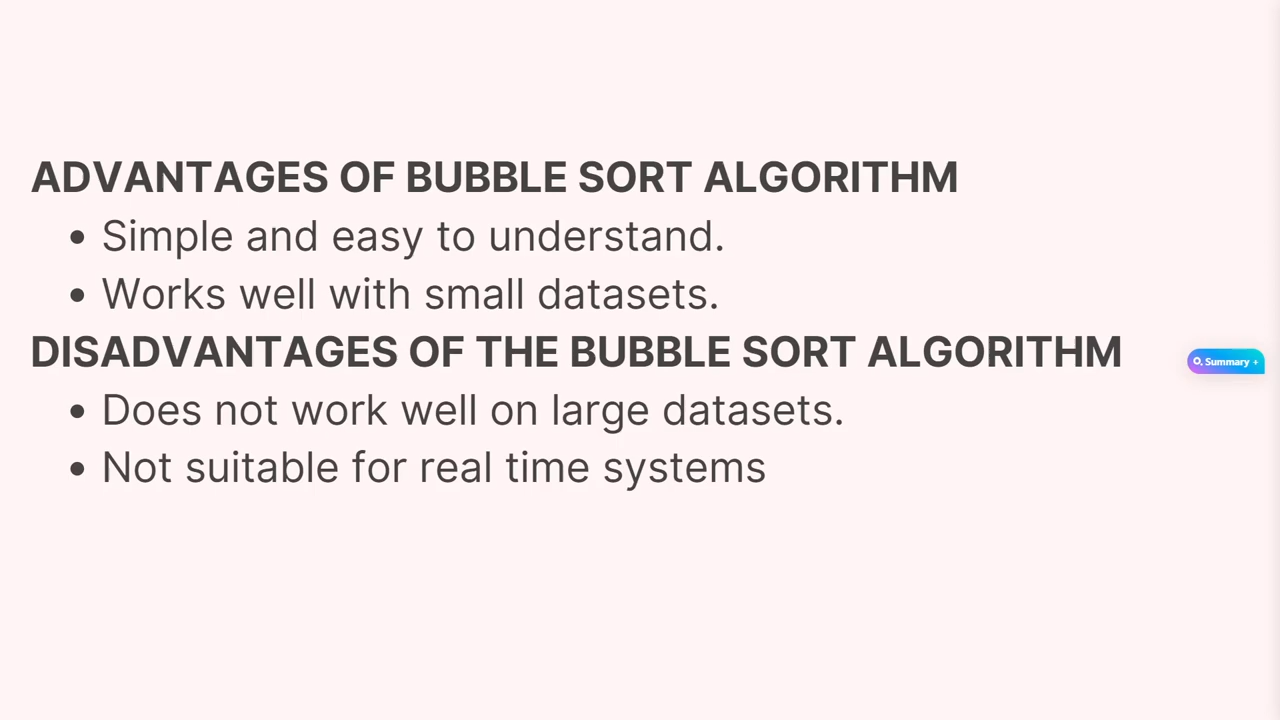 ADVANTAGES OF BUBBLE SORT ALGORITHM
• Simple and easy to understand.
• Works well with small datasets.
DISADVANTAGES OF THE BUBBLE SORT ALGORITHM
Summary +
• Does not work well on large datasets.
• Not suitable for real time systems